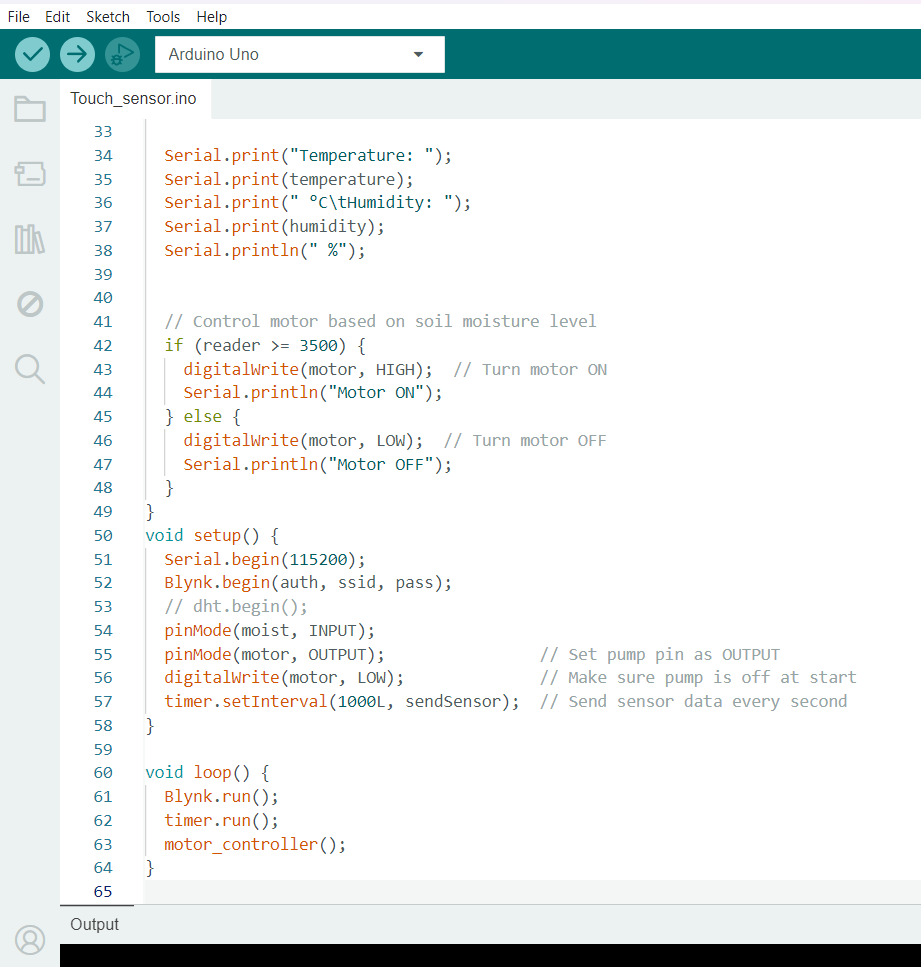 File Edit Sketch Tools Help
Arduino Uno
Touch_sensor.ino
33
34 Serial.print("Temperature: ");
35 Serial.print(temperature);
36 Serial.print(" °C\tHumidity: ");
37 Serial.print(humidity);
38 Serial.println(" %");
39
40
41 // Control motor based on soil moisture level
42 if (reader >= 3500) {
43 digitalWrite(motor, HIGH);  // Turn motor ON
44 Serial.println("Motor ON");
45 } else {
46 digitalWrite(motor, LOW);  // Turn motor OFF
47 Serial.println("Motor OFF");
48 }
49 }
50 void setup() {
51 Serial.begin(115200);
52 Blynk.begin(auth, ssid, pass);
53 // dht.begin();
54 pinMode(moist, INPUT);
55 pinMode(motor, OUTPUT); // Set pump pin as OUTPUT
56 digitalWrite(motor, LOW); // Make sure pump is off at start
57 timer.setInterval(1000L, sendSensor);  // Send sensor data every second
58 }
59
60 void loop() {
61 Blynk.run();
62 timer.run();
63 motor_controller();
64 }
65
Output